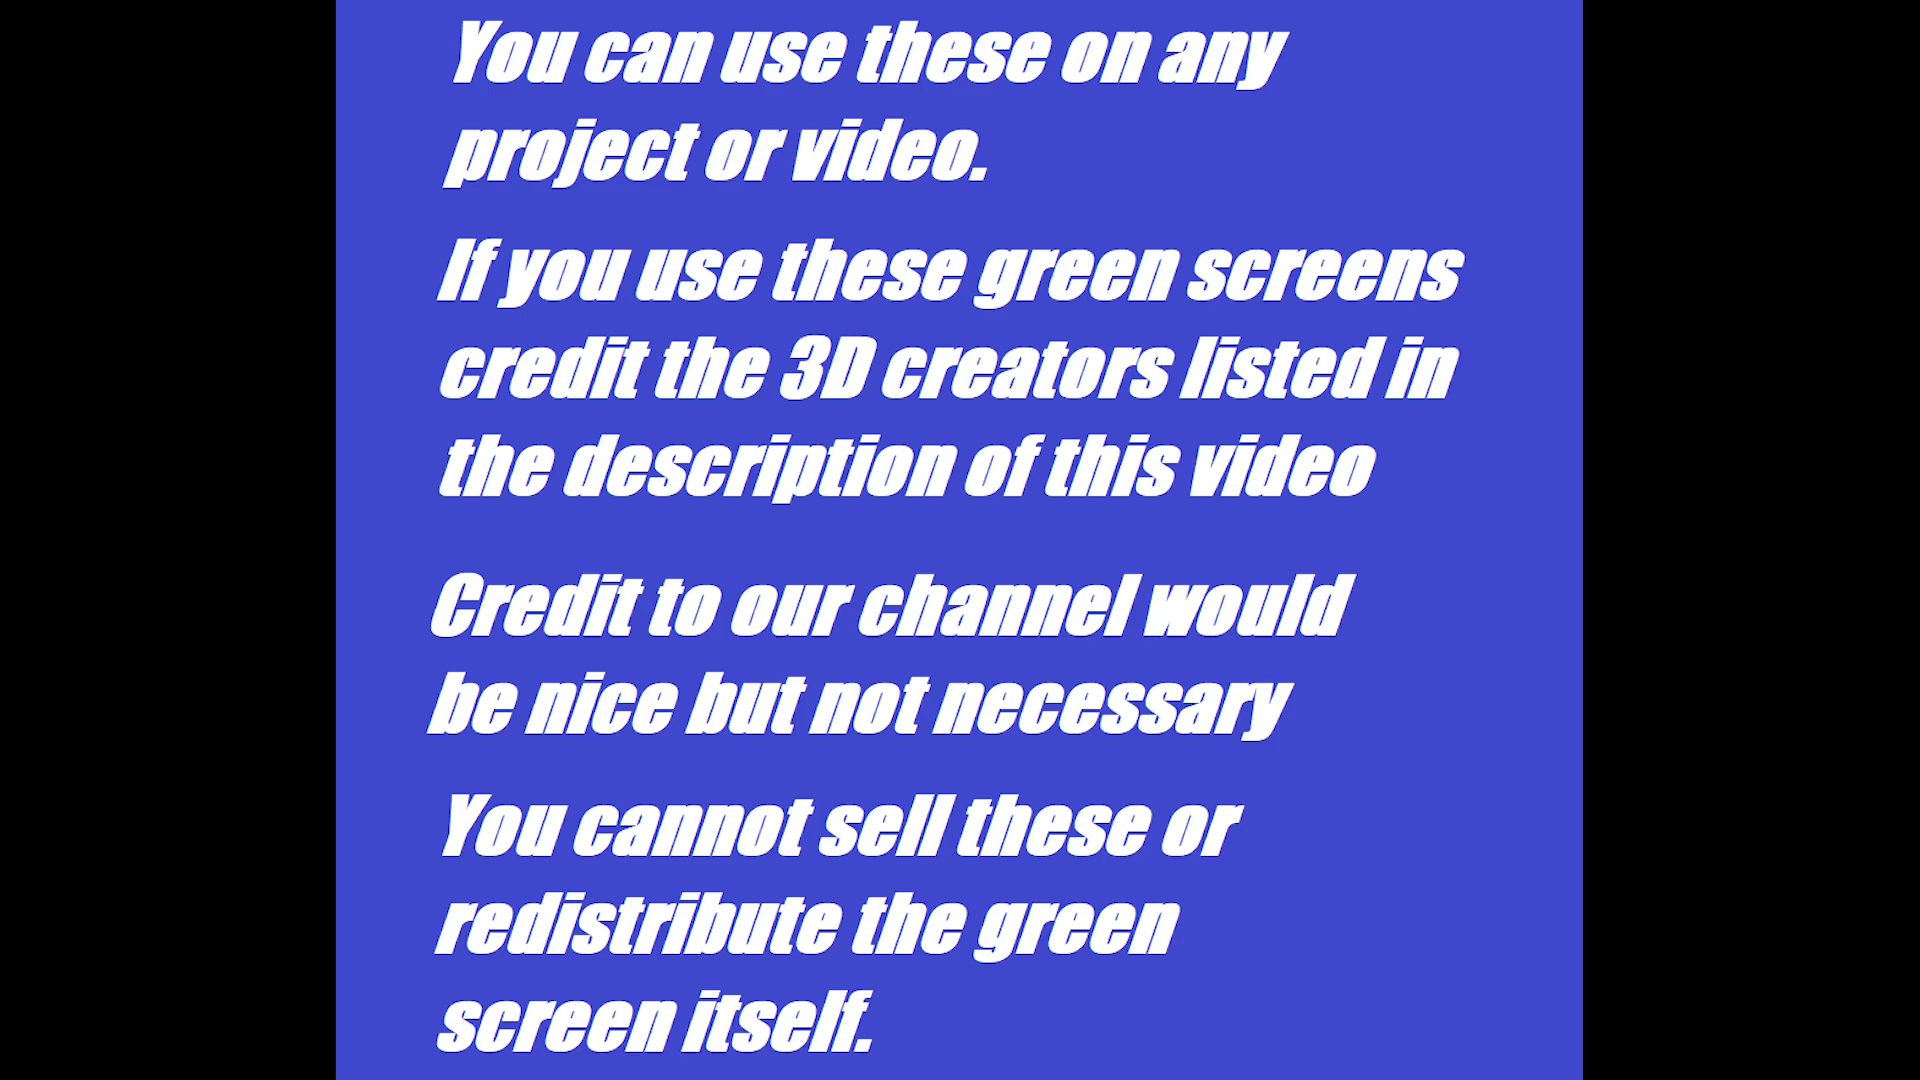 You can use these on any
project or video.
If you use these green screens
credit the 3D creators listed in
the description of this video
Credit to our channel would
be nice but not necessary
You cannot sell these or
redistribute the green
screen itself.